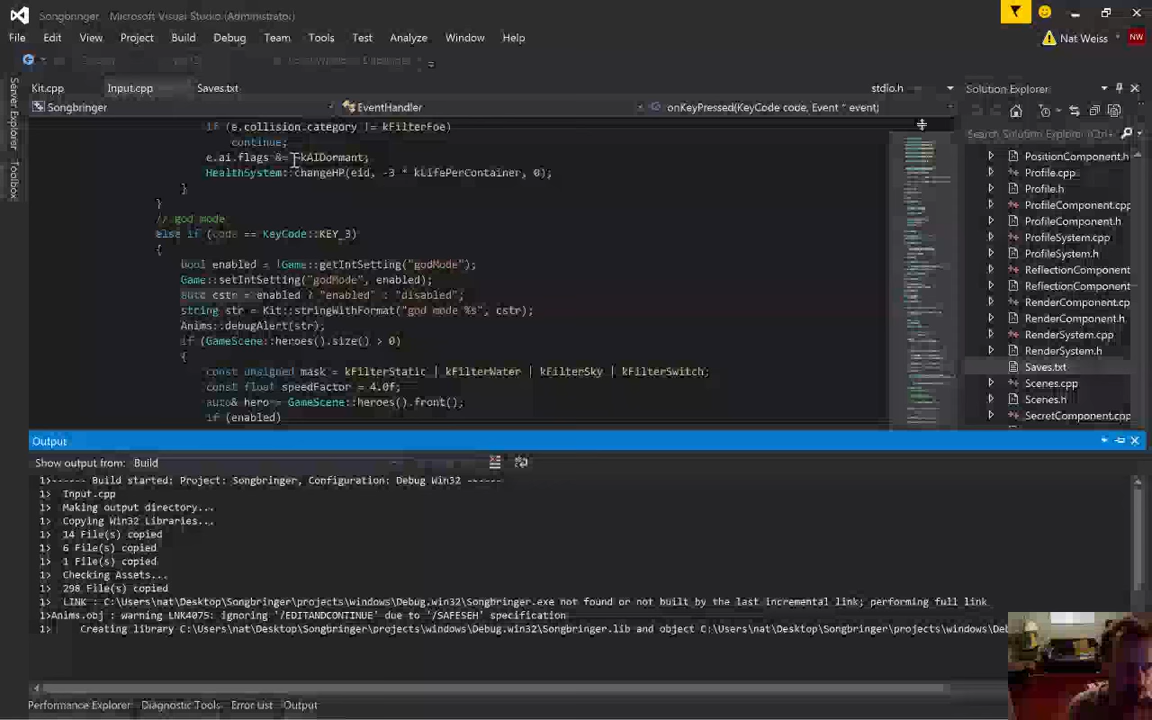 Songbringer - Microsoft Visual Studio (Administrator)
File Edit View Project Build Debug Team Tools Test Analyze Window Help
Nat Weiss NW
Kit.cpp Input.cpp Saves.txt stdio.h
Songbringer EventHandler onKeyPressed(KeyCode code, Event * event)
Server Explorer
if (e.collision.category != kFilterFoe)
continue;
e.ai.flags &= ~kAIDormant;
HealthSystem::changeHP(eid, -3 * kLifePerContainer, 0);
}
}
// god mode
else if (code == KeyCode::KEY_3)
{
bool enabled = !Game::getIntSetting("godMode");
Game::setIntSetting("godMode", enabled);
auto cstr = enabled ? "enabled" : "disabled";
string str = Kit::stringWithFormat("god mode %s", cstr);
Anims::debugAlert(str);
if (GameScene::heroes().size() > 0)
{
const unsigned mask = kFilterStatic | kFilterWater | kFilterSky | kFilterSwitch;
const float speedFactor = 4.0f;
auto& hero = GameScene::heroes().front();
if (enabled)
Solution Explorer
Search Solution Explorer
PositionComponent.h
Profile.cpp
Profile.h
ProfileComponent.cpp
ProfileComponent.h
ProfileSystem.cpp
ProfileSystem.h
ReflectionComponent
ReflectionComponent
RenderComponent.cp
RenderComponent.h
RenderSystem.cpp
RenderSystem.h
Saves.txt
Scenes.cpp
Scenes.h
SecretComponent.cpp
Output
Show output from: Build
1>------ Build started: Project: Songbringer, Configuration: Debug Win32 ------
1> Input.cpp
1> Making output directory...
1> Copying Win32 Libraries...
1> 14 File(s) copied
1> 6 File(s) copied
1> 1 File(s) copied
1> Checking Assets...
1> 298 File(s) copied
1> LINK : C:\Users\nat\Desktop\Songbringer\projects\windows\Debug.win32\Songbringer.exe not found or not built by the last incremental link; performing full link
1>Anims.obj : warning LNK4075: ignoring '/EDITANDCONTINUE' due to '/SAFESEH' specification
1> Creating library C:\Users\nat\Desktop\Songbringer\projects\windows\Debug.win32\Songbringer.lib and object C:\Users\nat\Desktop\Songbringer\projects\windows\De
Performance Explorer Diagnostic Tools Error List Output